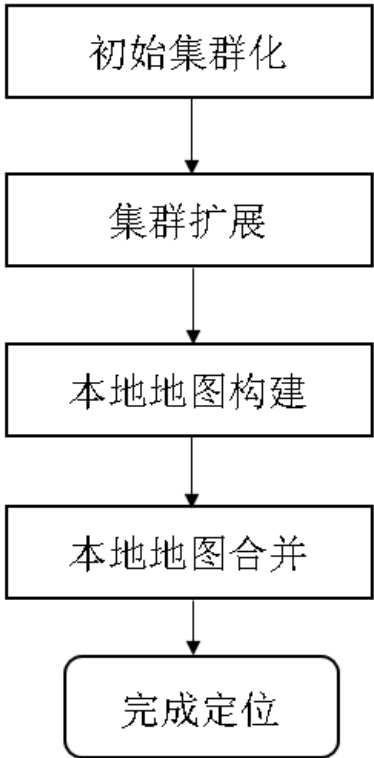 初始集群化
集群扩展
本地地图构建
本地地图合并
完成定位